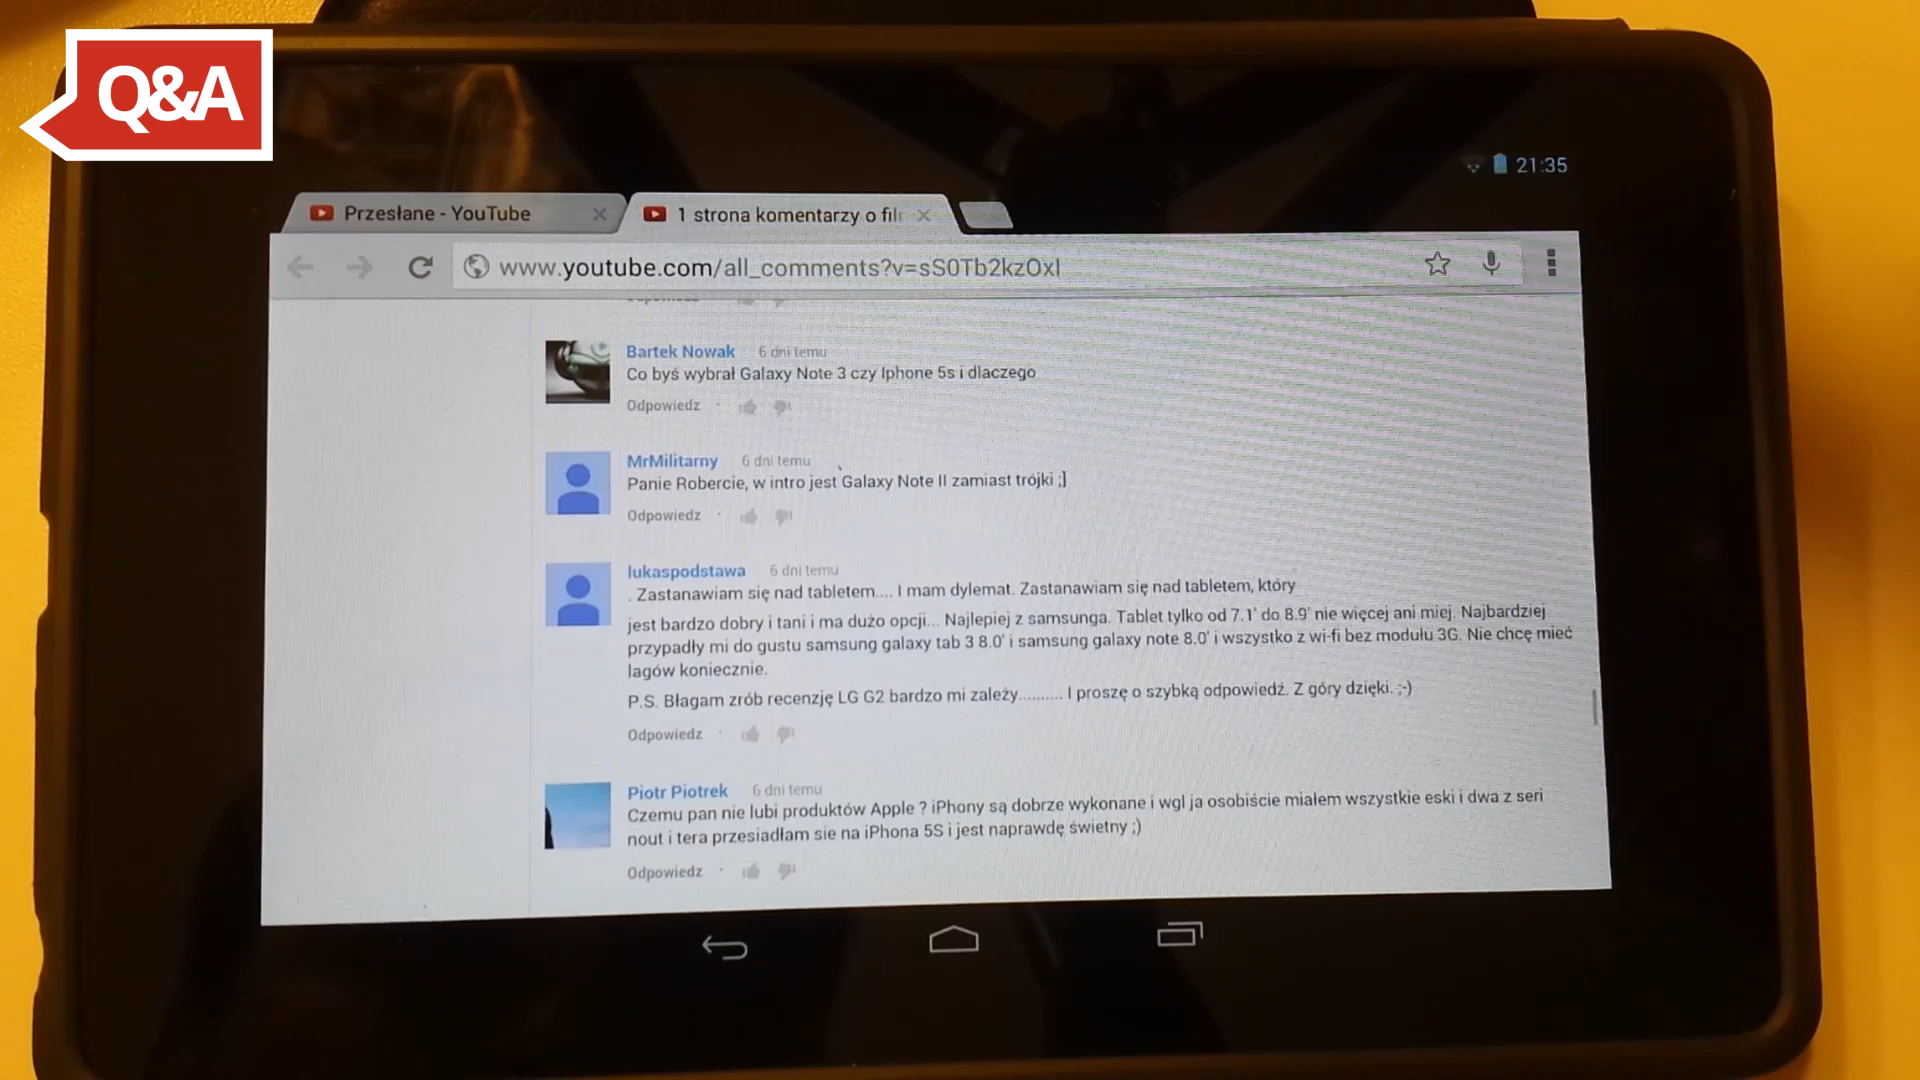 Q&A
21:35
Przesłane - YouTube
1 strona komentarzy o fil
www.youtube.com/all_comments?v=sS0Tb2kzOxI
Bartek Nowak 6 dni temu
Co byś wybrał Galaxy Note 3 czy Iphone 5s i dlaczego
Odpowiedz
MrMilitarny 6 dni temu
Panie Robercie, w intro jest Galaxy Note II zamiast trójki ;]
Odpowiedz
lukaspodstawa 6 dni temu
. Zastanawiam się nad tabletem.... I mam dylemat. Zastanawiam się nad tabletem, który
jest bardzo dobry i tani i ma dużo opcji... Najlepiej z samsunga. Tablet tylko od 7.1' do 8.9' nie więcej ani miej. Najbardziej
przypadły mi do gustu samsung galaxy tab 3 8.0' i samsung galaxy note 8.0' i wszystko z wi-fi bez modułu 3G. Nie chcę mieć
lagów koniecznie.
P.S. Błagam zrób recenzję LG G2 bardzo mi zależy.......... I proszę o szybką odpowiedź. Z góry dzięki. ;-)
Odpowiedz
Piotr Piotrek 6 dni temu
Czemu pan nie lubi produktów Apple ? iPhony są dobrze wykonane i wgl ja osobiście miałem wszystkie eski i dwa z seri
nout i tera przesiadłam sie na iPhona 5S i jest naprawdę świetny ;)
Odpowiedz